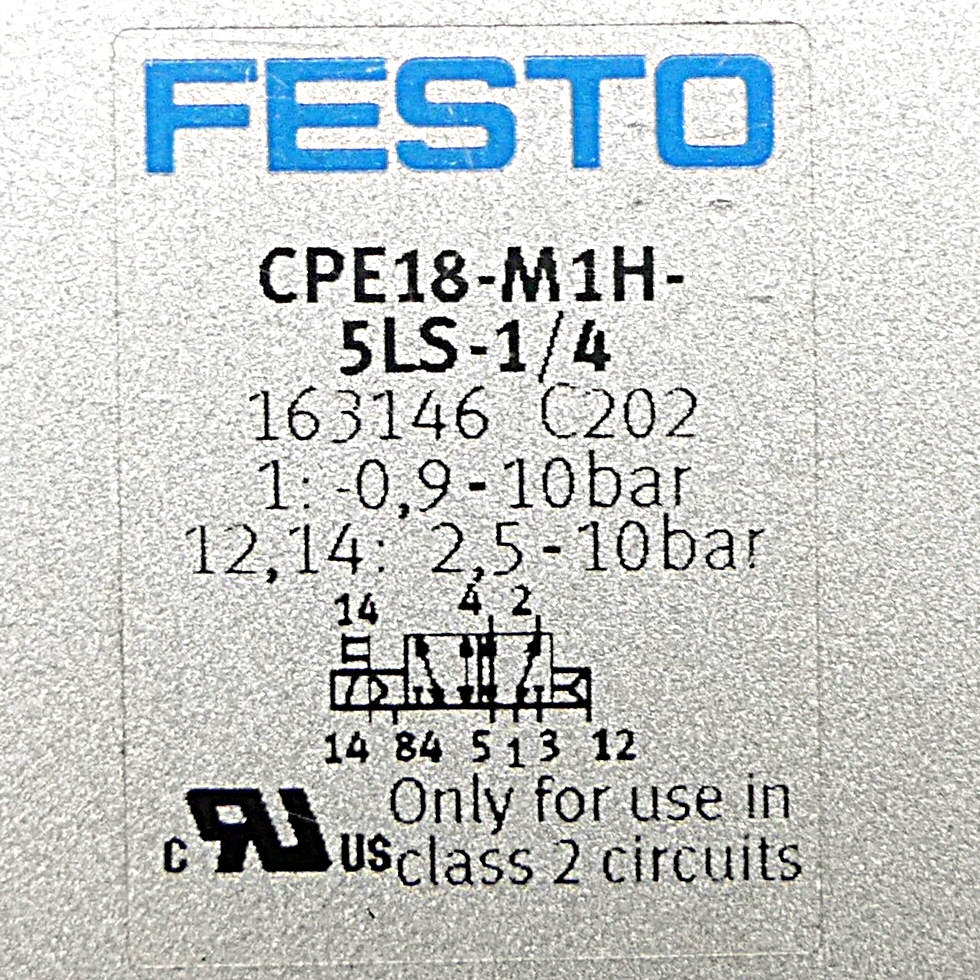 FESTO
CPE18-M1H-
5LS-1/4
163146 C202
1: -0,9-10bar
12,14: 2,5-10bar
14 4 2
14 84 5 1 3 12
Only for use in
c RU US class 2 circuits